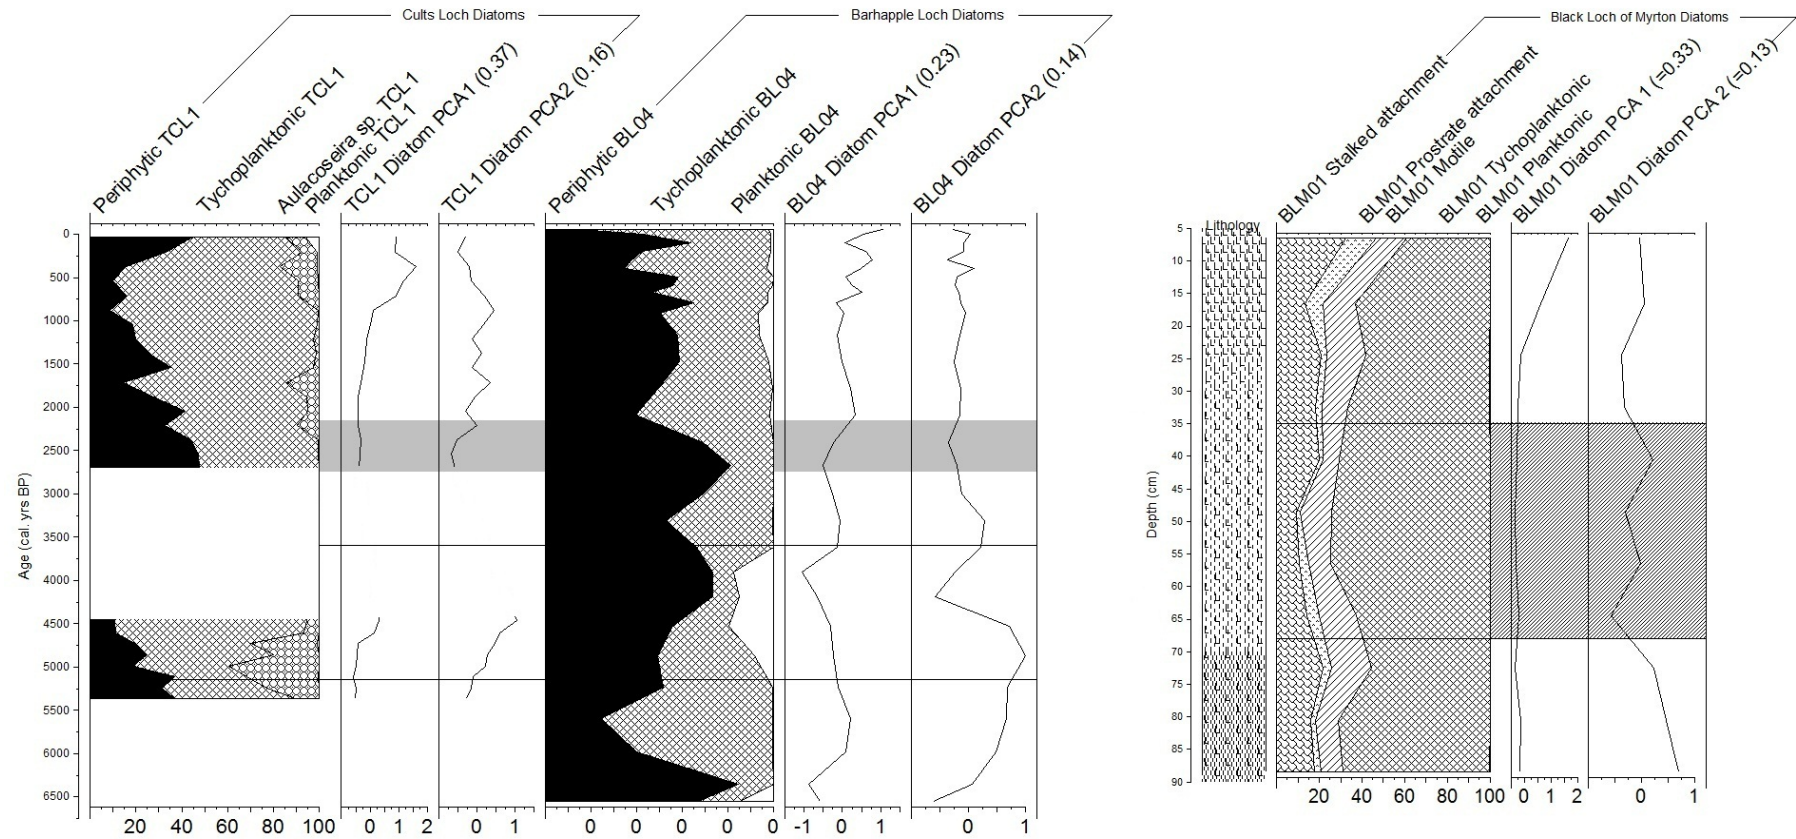 Cults Loch Diatoms
Barhapple Loch Diatoms
Black Loch of Myrton Diatoms
Periphytic TCL1
Tychoplanktonic TCL1
Aulacoseira sp. TCL1
Planktonic TCL1
TCL1 Diatom PCA1 (0.37)
TCL1 Diatom PCA2 (0.16)
Periphytic BL04
Tychoplanktonic BL04
Planktonic BL04
BL04 Diatom PCA1 (0.23)
BL04 Diatom PCA2 (0.14)
Lithology
BLM01 Stalked attachment
BLM01 Prostrate attachment
BLM01 Motile
BLM01 Tychoplanktonic
BLM01 Planktonic
BLM01 Diatom PCA 1 (=0.33)
BLM01 Diatom PCA 2 (=0.13)
Age (cal. yrs BP)
0
500
1000
1500
2000
2500
3000
3500
4000
4500
5000
5500
6000
6500
20 40 60 80 100
0 1 2
0 1
0 0 0 0 0
-1 0 1
0 1
Depth (cm)
5
10
15
20
25
30
35
40
45
50
55
60
65
70
75
80
85
90
20 40 60 80 100
0 1 2
0 1